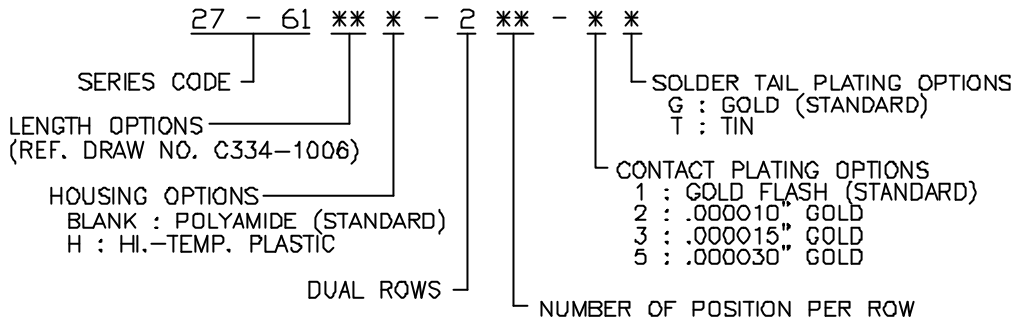 27 - 61 ** * - 2 ** - * *
SERIES CODE
SOLDER TAIL PLATING OPTIONS
G : GOLD (STANDARD)
T : TIN
LENGTH OPTIONS
(REF. DRAW NO. C334-1006)
CONTACT PLATING OPTIONS
1 : GOLD FLASH (STANDARD)
2 : .000010" GOLD
3 : .000015" GOLD
5 : .000030" GOLD
HOUSING OPTIONS
BLANK : POLYAMIDE (STANDARD)
H : HI.-TEMP. PLASTIC
DUAL ROWS
NUMBER OF POSITION PER ROW